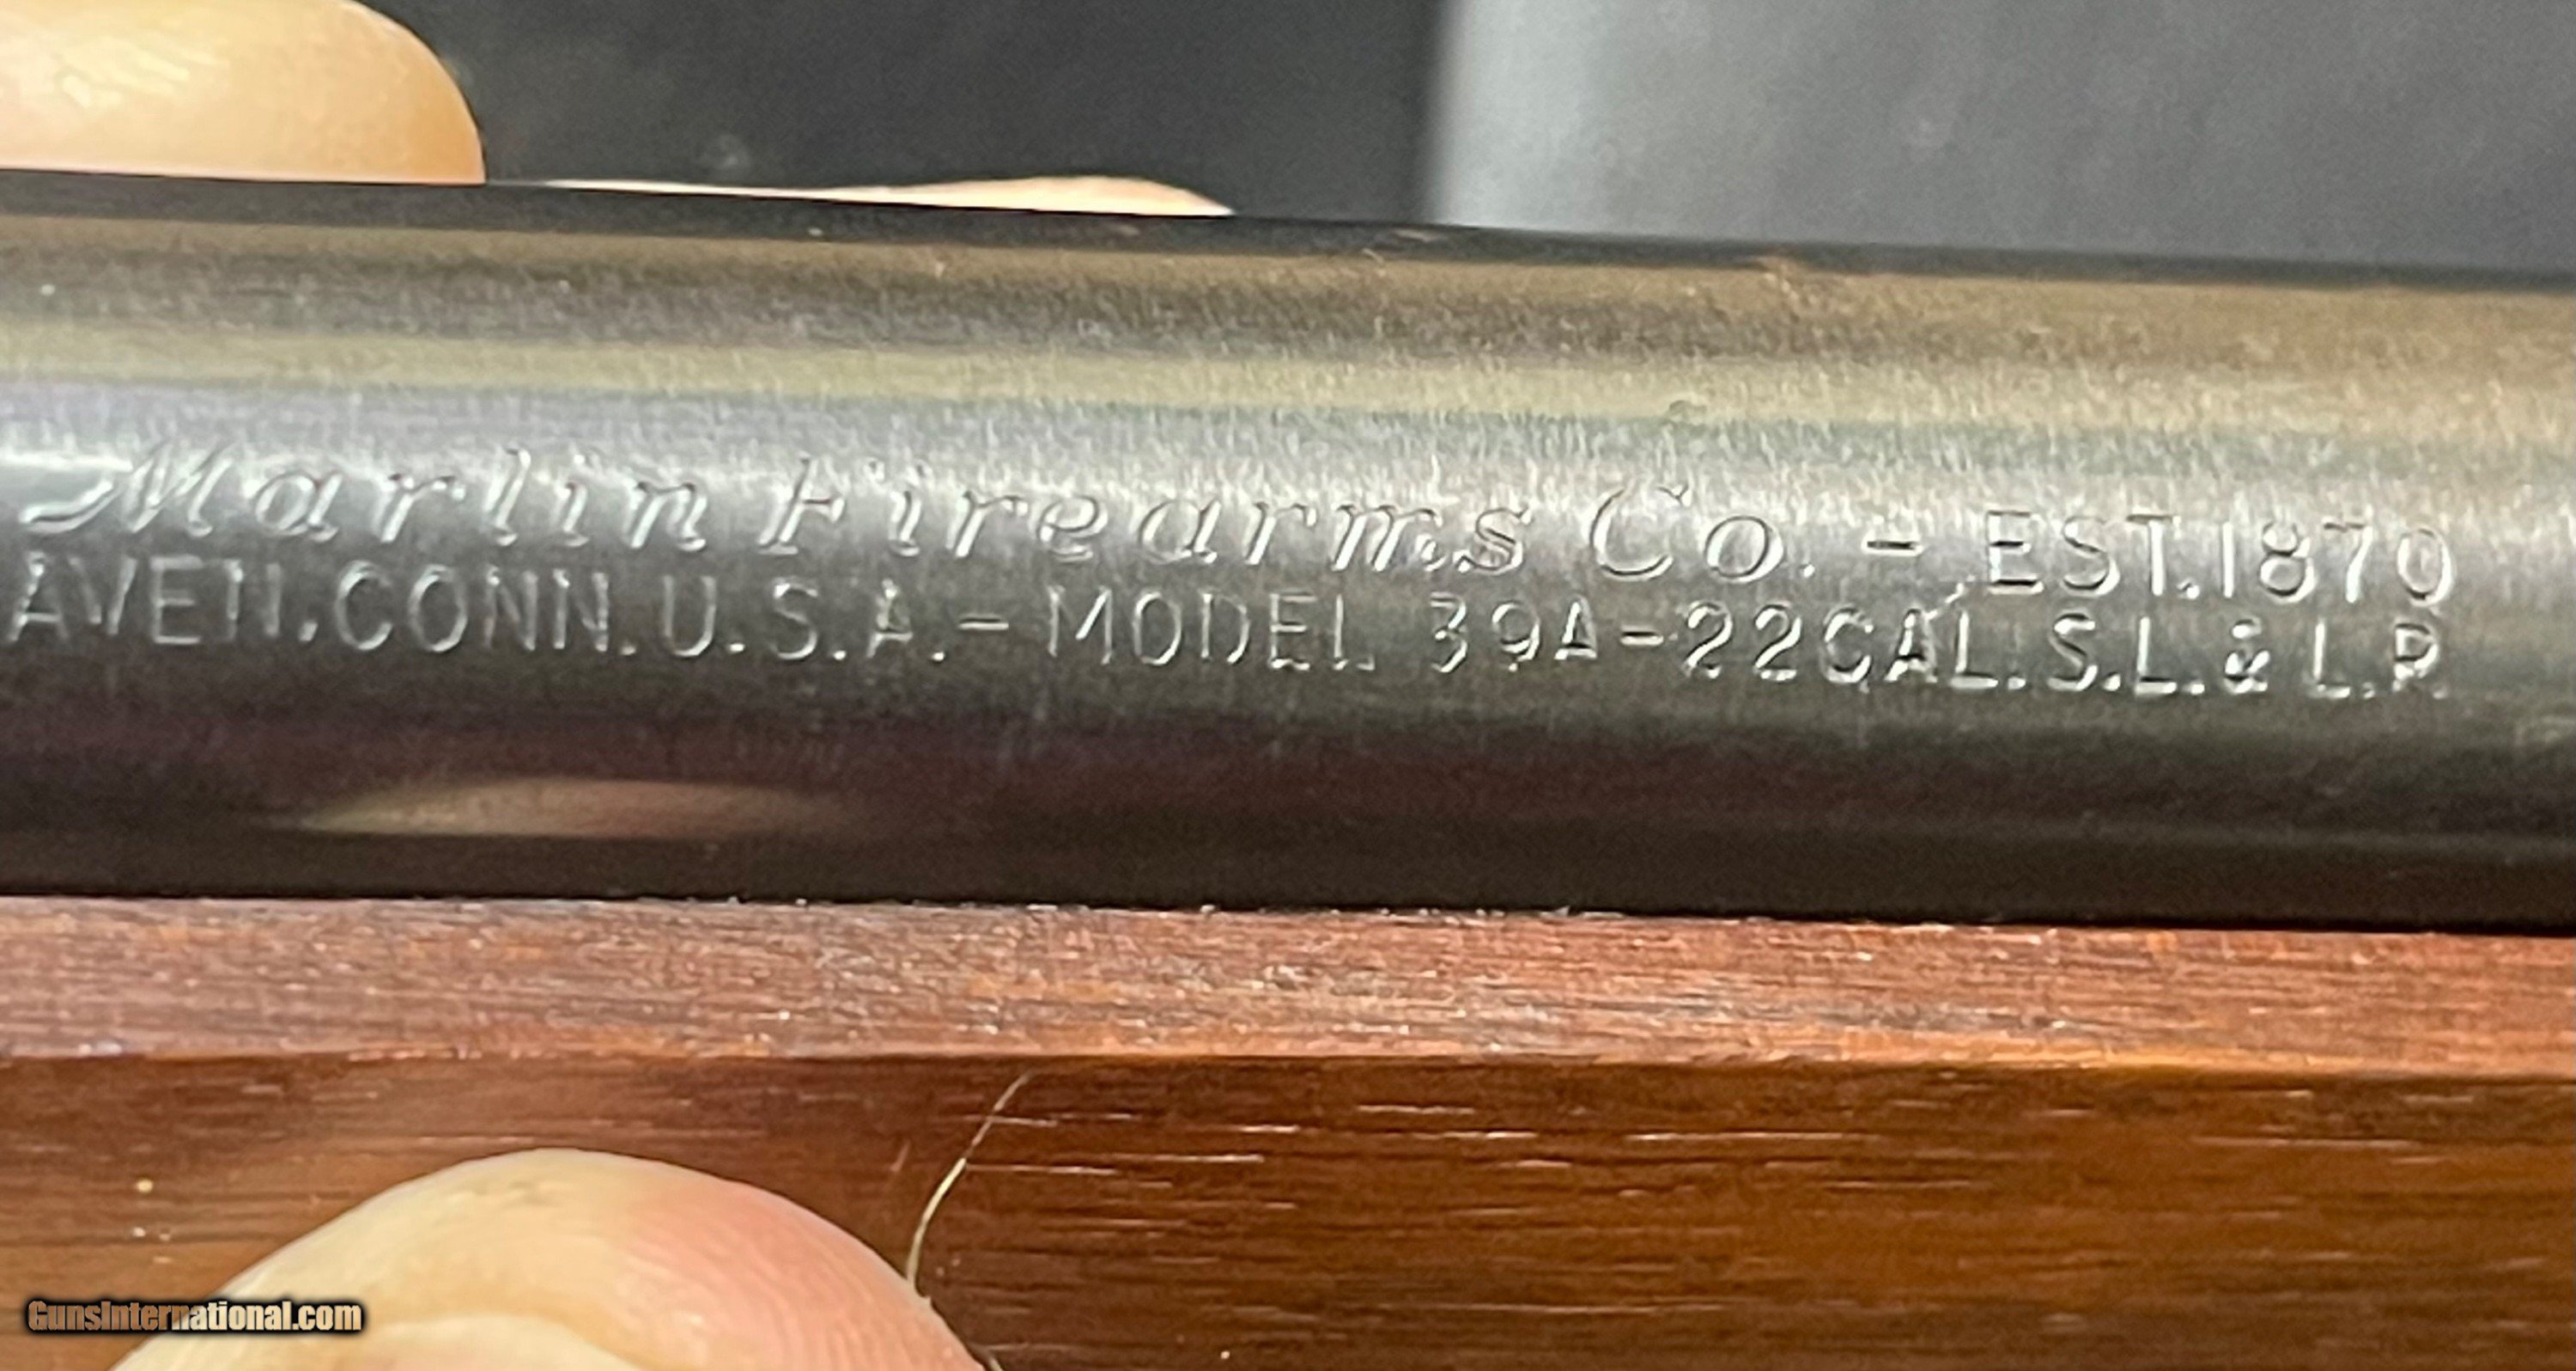 Marlin Firearms Co. - EST. 1870
AVEN. CONN. U.S.A. - MODEL 39A - 22 CAL. S. L. & L.R.
GunsInternational.com